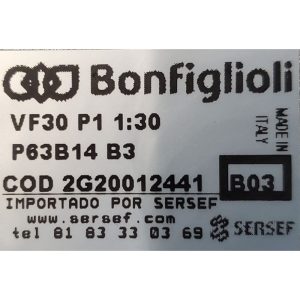 Bonfiglioli
VF30 P1 1:30
P63B14 B3
MADE IN
ITALY
COD 2G20012441
B03
IMPORTADO POR SERSEF
www.sersef.com
tel 81 83 33 03 69
SERSEF